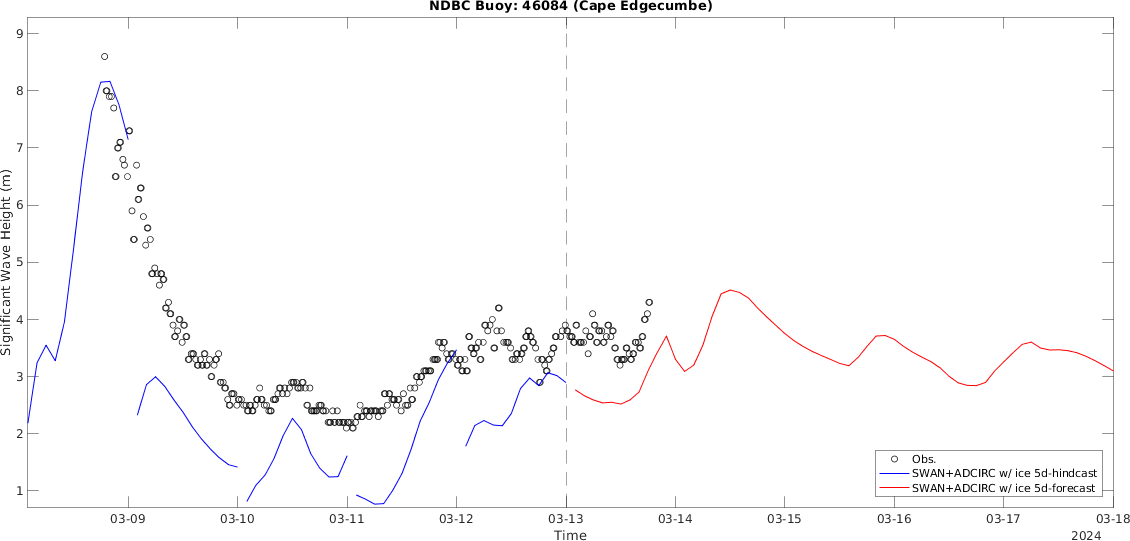 NDBC Buoy: 46084 (Cape Edgecumbe)
9
8
7
6
5
4
3
2
1
Significant Wave Height (m)
Obs.
SWAN+ADCIRC w/ ice 5d-hindcast
SWAN+ADCIRC w/ ice 5d-forecast
03-09 03-10 03-11 03-12 03-13 03-14 03-15 03-16 03-17 03-18
Time
2024